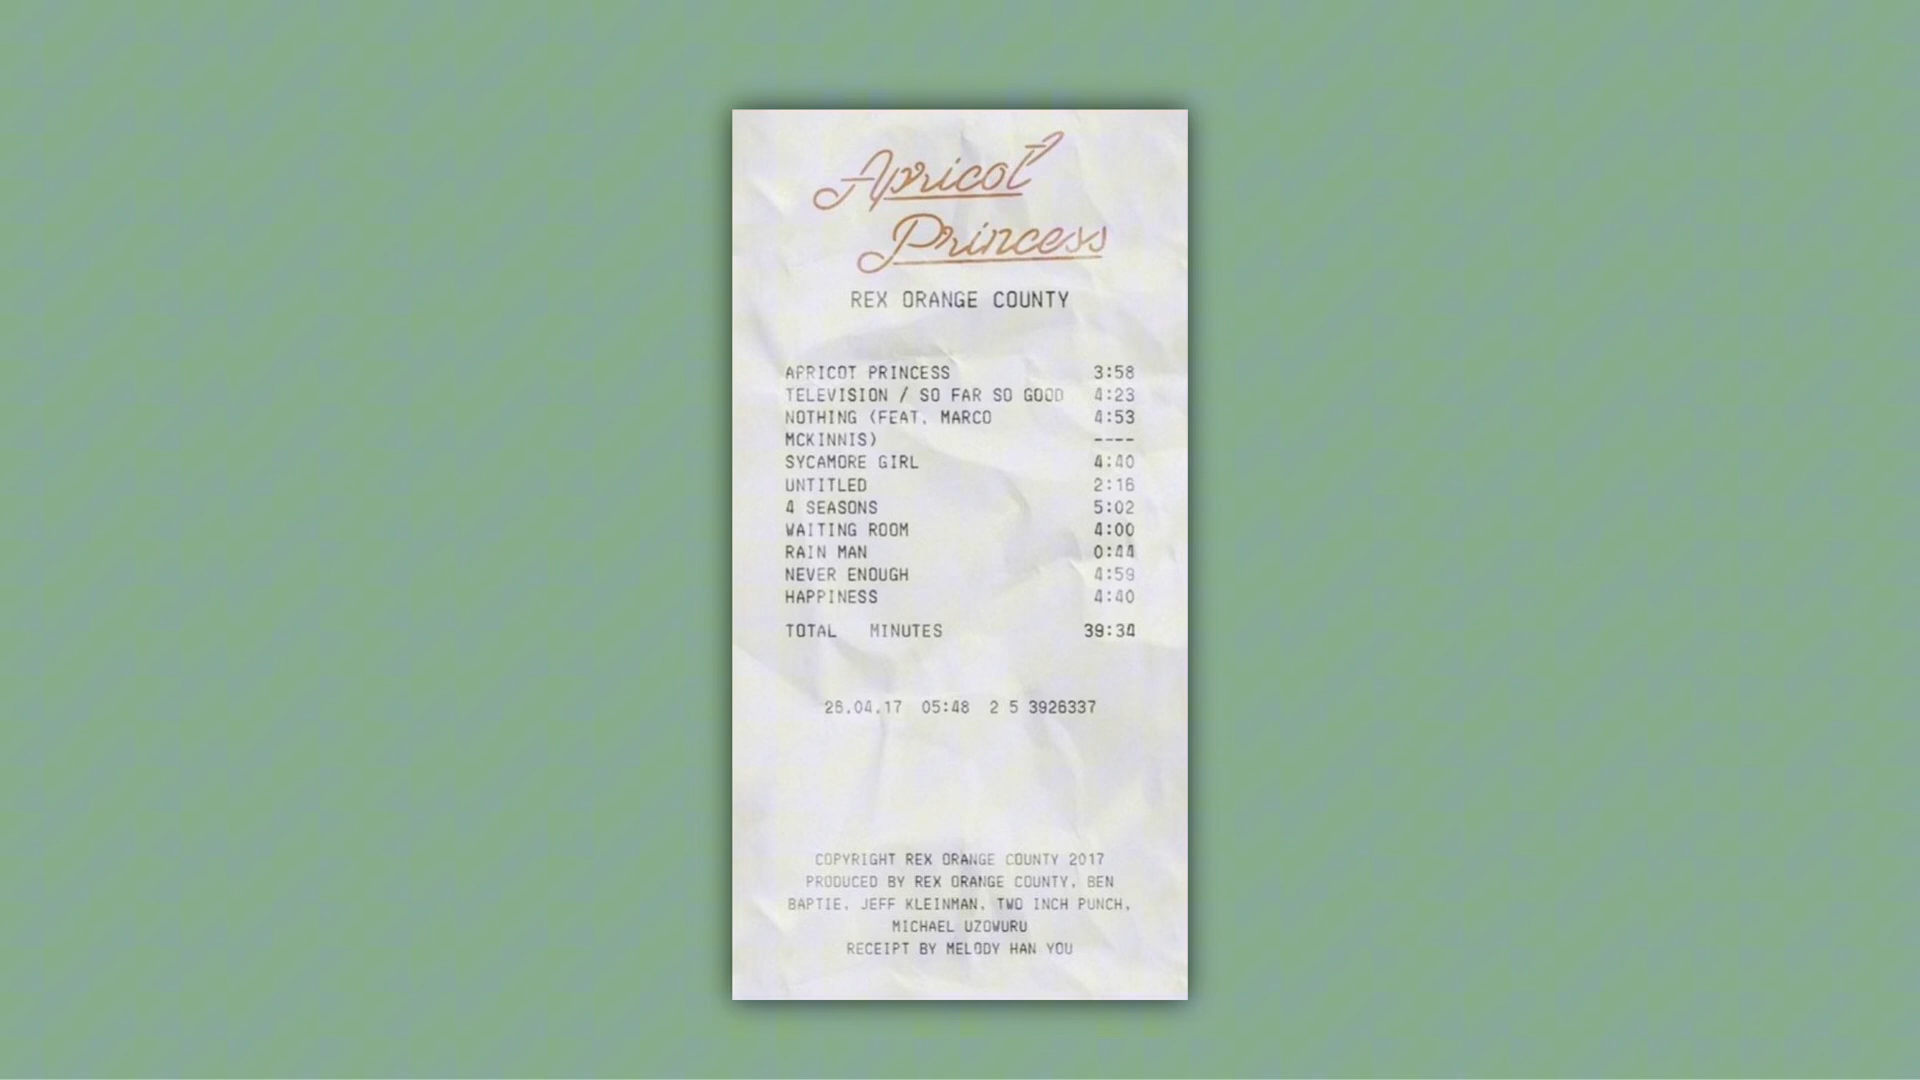 Apricot
Princess
REX ORANGE COUNTY
APRICOT PRINCESS 3:58
TELEVISION / SO FAR SO GOOD 4:23
NOTHING (FEAT. MARCO 4:53
MCKINNIS) ----
SYCAMORE GIRL 4:40
UNTITLED 2:16
4 SEASONS 5:02
WAITING ROOM 4:00
RAIN MAN 0:44
NEVER ENOUGH 4:59
HAPPINESS 4:40
TOTAL MINUTES 39:34
26.04.17 05:48 2 5 3926337
COPYRIGHT REX ORANGE COUNTY 2017
PRODUCED BY REX ORANGE COUNTY, BEN
BAPTIE, JEFF KLEINMAN, TWO INCH PUNCH,
MICHAEL UZOWURU
RECEIPT BY MELODY HAN YOU